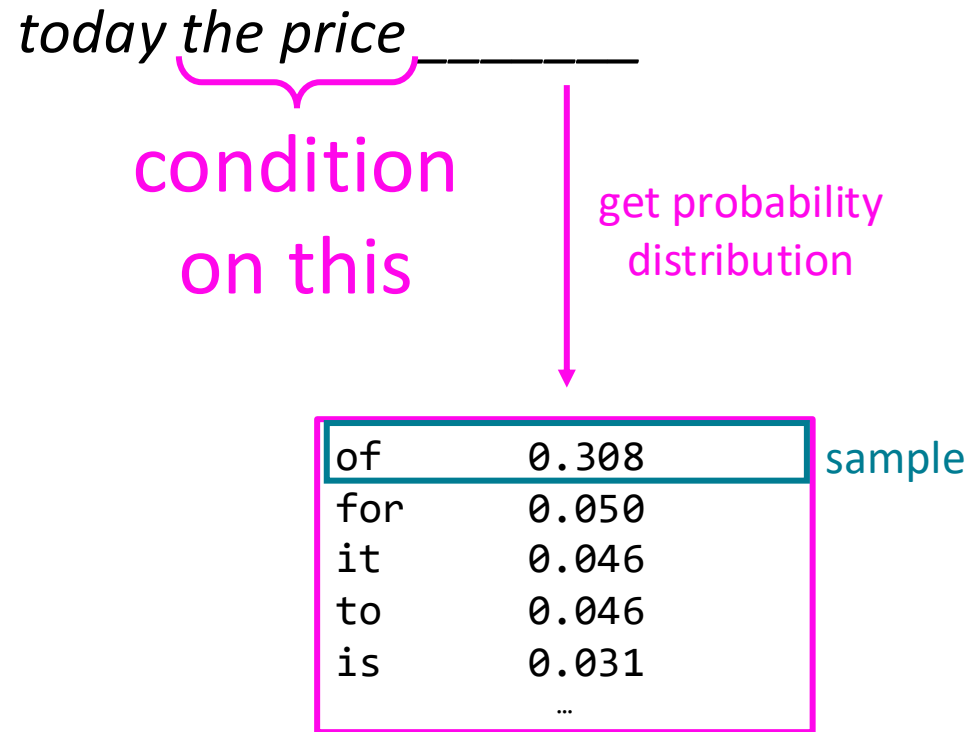 today the price _______
condition
on this
get probability
distribution
of 0.308
sample
for 0.050
it 0.046
to 0.046
is 0.031
…